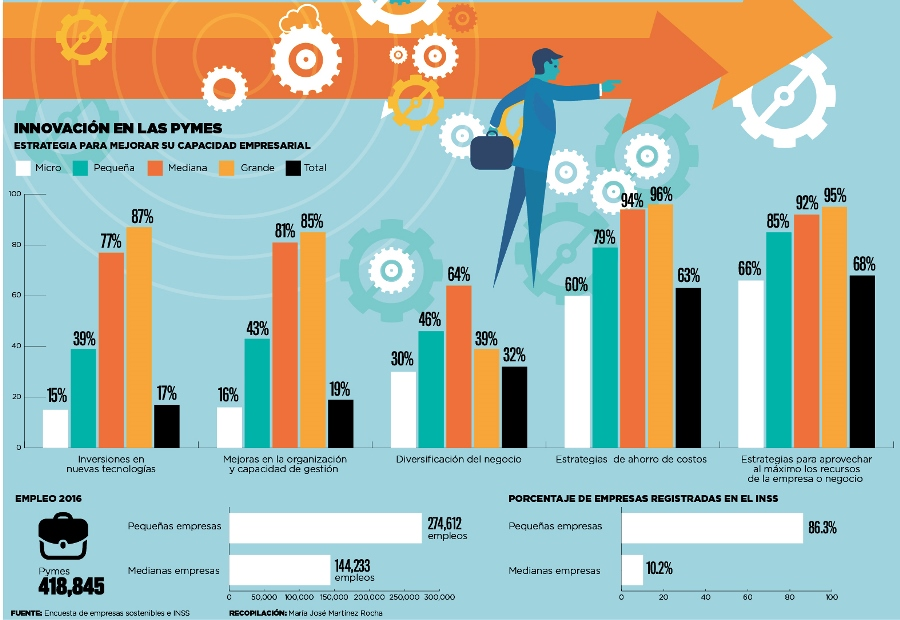 INNOVACIÓN EN LAS PYMES
ESTRATEGIA PARA MEJORAR SU CAPACIDAD EMPRESARIAL
Micro Pequeña Mediana Grande Total
100
80
60
40
20
0
15% 39% 77% 87% 17%
16% 43% 81% 85% 19%
30% 46% 64% 39% 32%
60% 79% 94% 96% 63%
66% 85% 92% 95% 68%
Inversiones en
nuevas tecnologías
Mejoras en la organización
y capacidad de gestión
Diversificación del negocio
Estrategias de ahorro de costos
Estrategias para aprovechar
al máximo los recursos
de la empresa o negocio
EMPLEO 2016
Pymes
418,845
Pequeñas empresas
274,612
empleos
Medianas empresas
144,233
empleos
0 50,000 100,000 150,000 200,000 250,000 300,000
PORCENTAJE DE EMPRESAS REGISTRADAS EN EL INSS
Pequeñas empresas 86.3%
Medianas empresas 10.2%
0 20 40 60 80 100
FUENTE: Encuesta de empresas sostenibles e INSS
RECOPILACIÓN: María José Martínez Rocha